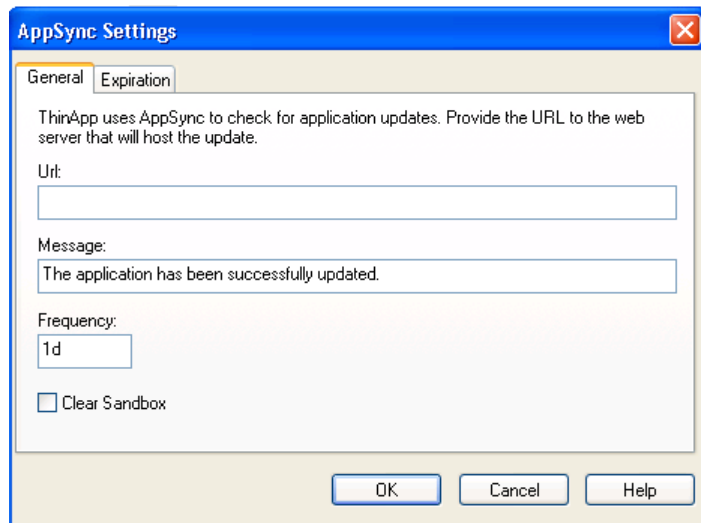 AppSync Settings
General Expiration
ThinApp uses AppSync to check for application updates. Provide the URL to the web
server that will host the update.
Url:
Message:
The application has been successfully updated.
Frequency:
1d
Clear Sandbox
OK Cancel Help